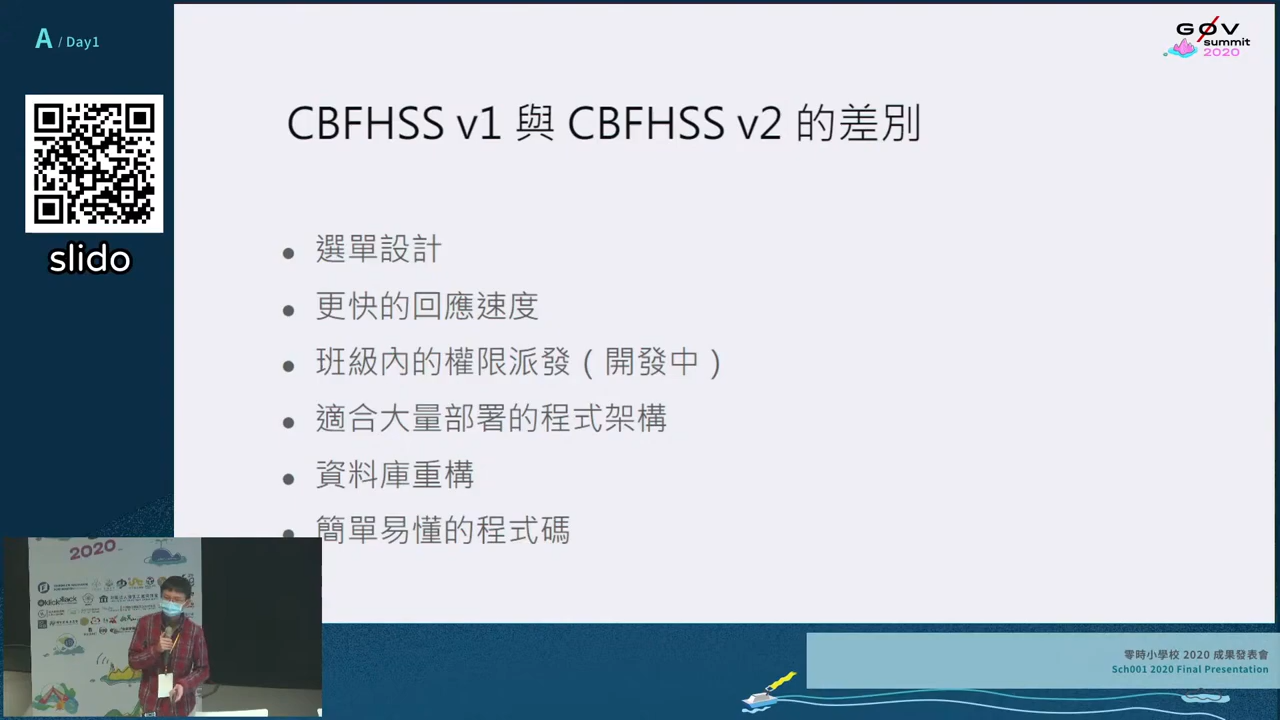 A / Day1
GØV
summit
2020
slido
CBFHSS v1 與 CBFHSS v2 的差別
選單設計
更快的回應速度
班級內的權限派發（開發中）
適合大量部署的程式架構
資料庫重構
簡單易懂的程式碼
2020
零時小學校 2020 成果發表會
Sch001 2020 Final Presentation